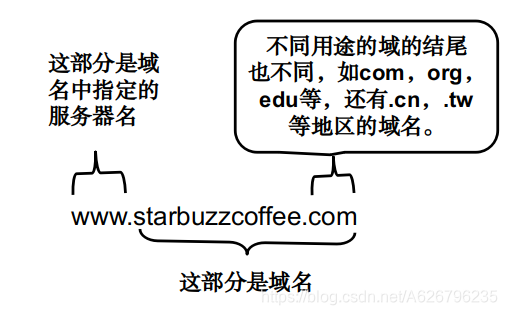 这部分是域
名中指定的
服务器名
不同用途的域的结尾
也不同，如com，org，
edu等，还有.cn，.tw
等地区的域名。
www.starbuzzcoffee.com
这部分是域名
https://blog.csdn.net/A626796235